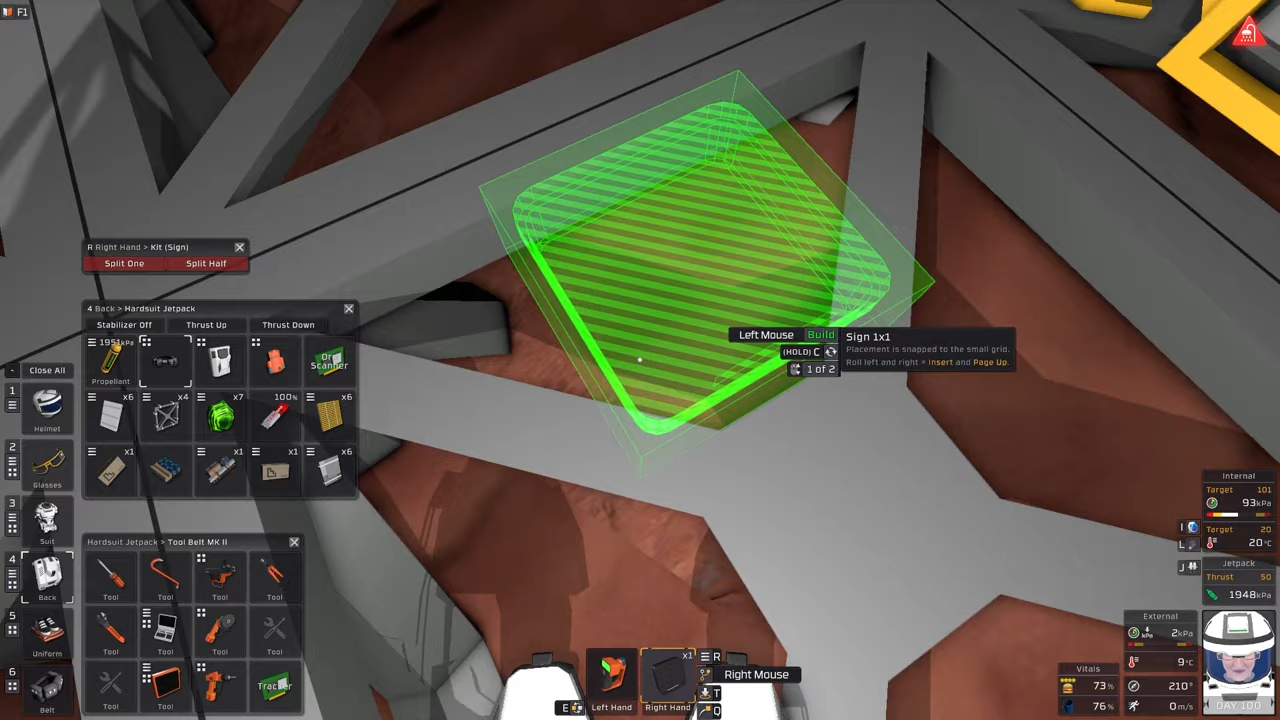 F1
R Right Hand > Kit (Sign)
Split One
Split Half
4 Back > Hardsuit Jetpack
Stabilizer Off
Thrust Up
Thrust Down
1951kPa
Propellant
Ore Scanner
x6
x4
x7
100%
x6
x1
x1
x1
x6
Close All
1
Helmet
2
Glasses
3
Suit
4
Back
5
Uniform
6
Belt
Hardsuit Jetpack > Tool Belt MK II
Tool
Tool
Tool
Tool
Tool
Tool
Tool
Tool
Tool
Tool
Tool
Tracker
Left Mouse
Build
(HOLD) C
1 of 2
Sign 1x1
Placement is snapped to the small grid.
Roll left and right = Insert and Page Up.
x1
R
Right Mouse
T
E
Left Hand
Right Hand
Q
Internal
Target 101
93kPa
Target 20
20°C
I
L
J
Jetpack
Thrust 50
1948kPa
External
kPa
2kPa
9°C
210°
0m/s
Vitals
73%
76%
DAY 100